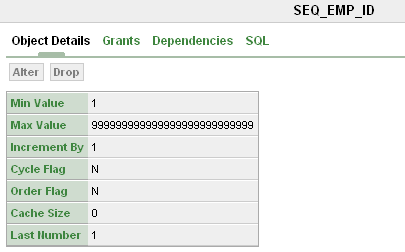 SEQ_EMP_ID
Object Details Grants Dependencies SQL
Alter Drop
Min Value 1
Max Value 999999999999999999999999999
Increment By 1
Cycle Flag N
Order Flag N
Cache Size 0
Last Number 1